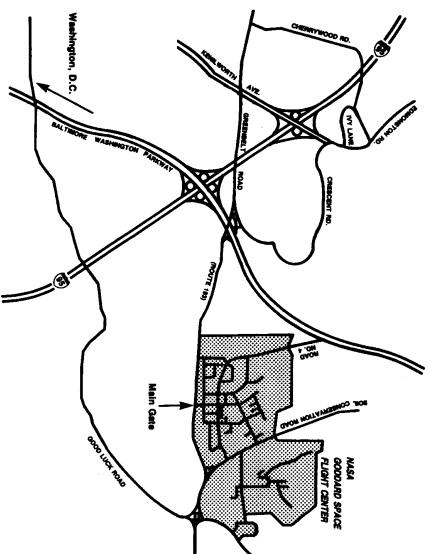 CHERRYWOOD RD.
95
KENILWORTH AVE.
EDMONSTON RD.
IVY LANE
Washington, D.C.
GREENBELT ROAD
CRESCENT RD.
BALTIMORE WASHINGTON PARKWAY
(ROUTE 193)
95
ROAD NO. 4
SOIL CONSERVATION ROAD
Main Gate
GOOD LUCK ROAD
NASA
GODDARD SPACE
FLIGHT CENTER